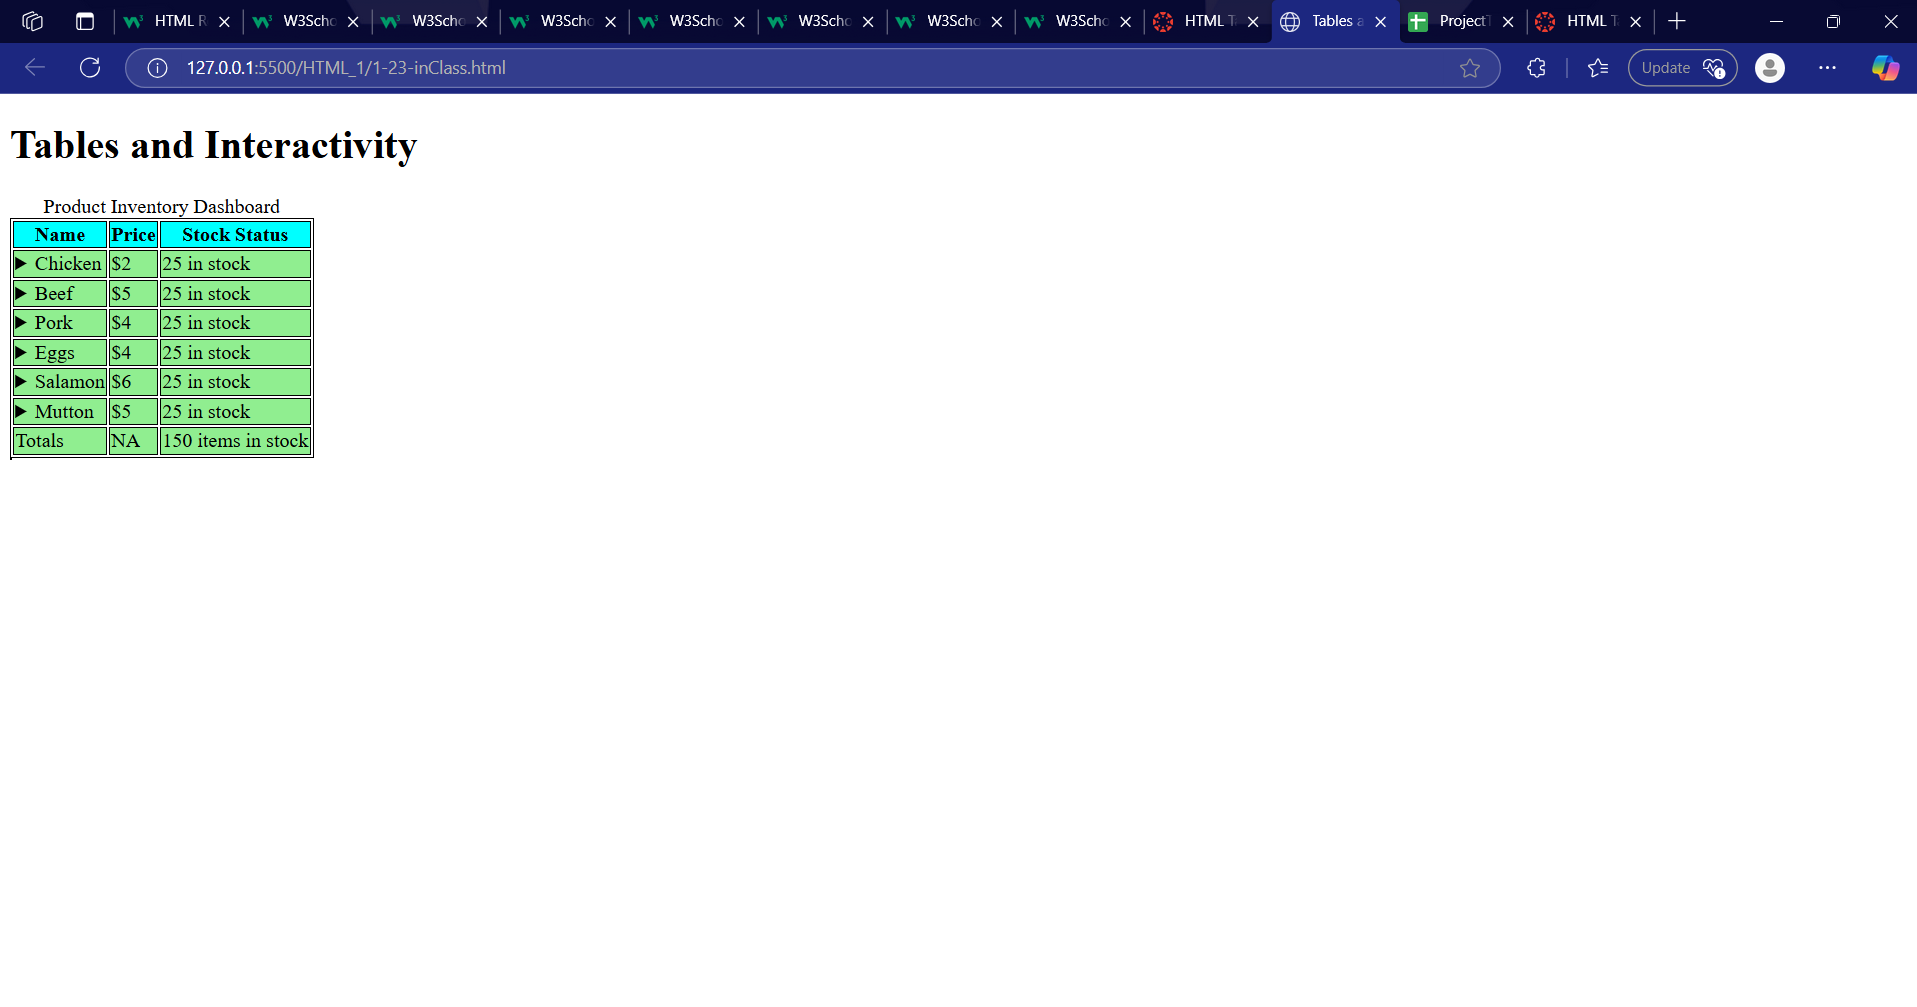 HTML R W3Scho W3Scho W3Scho W3Scho W3Scho W3Scho W3Scho HTML T Tables a Project HTML T
127.0.0.1:5500/HTML_1/1-23-inClass.html Update
Tables and Interactivity
Product Inventory Dashboard
Name Price Stock Status
Chicken $2 25 in stock
Beef $5 25 in stock
Pork $4 25 in stock
Eggs $4 25 in stock
Salamon $6 25 in stock
Mutton $5 25 in stock
Totals NA 150 items in stock